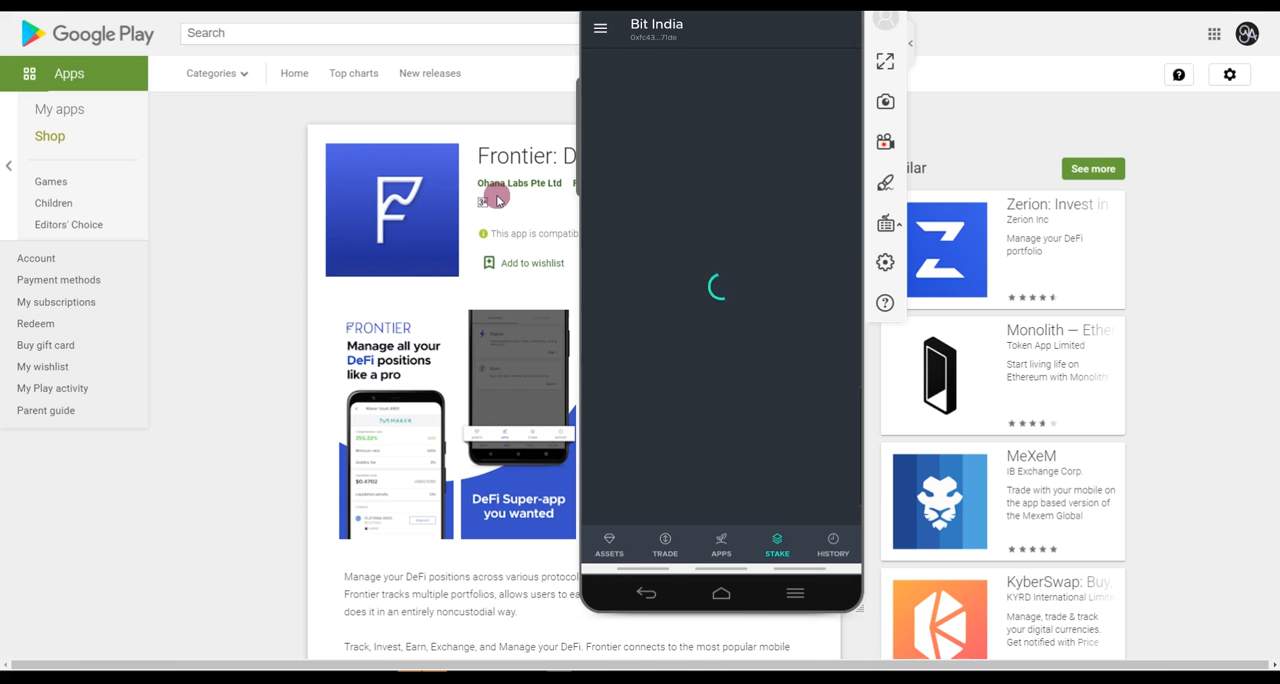 Google Play
Search
Apps
Categories
Home
Top charts
New releases
My apps
Shop
Games
Children
Editors' Choice
Account
Payment methods
My subscriptions
Redeem
Buy gift card
My wishlist
My Play activity
Parent guide
Frontier: D
Ohana Labs Pte Ltd
3+
This app is compatib
Add to wishlist
FRONTIER
Manage all your
DeFi positions
like a pro
MAKER
DeFi Super-app
you wanted
Manage your DeFi positions across various protoco
Frontier tracks multiple portfolios, allows users to ea
does it in an entirely noncustodial way.
Track, Invest, Earn, Exchange, and Manage your DeFi. Frontier connects to the most popular mobile
Bit India
0xfc43...71de
ASSETS
TRADE
APPS
STAKE
HISTORY
ilar
See more
Zerion: Invest in
Zerion Inc
Manage your DeFi
portfolio
Monolith — Ether
Token App Limited
Start living life on
Ethereum with Monolith!
MeXeM
IB Exchange Corp.
Trade with your mobile on
the app based version of
the Mexem Global
KyberSwap: Buy,
KYRD International Limite
Manage, trade & track
your digital currencies.
Get notified with Price